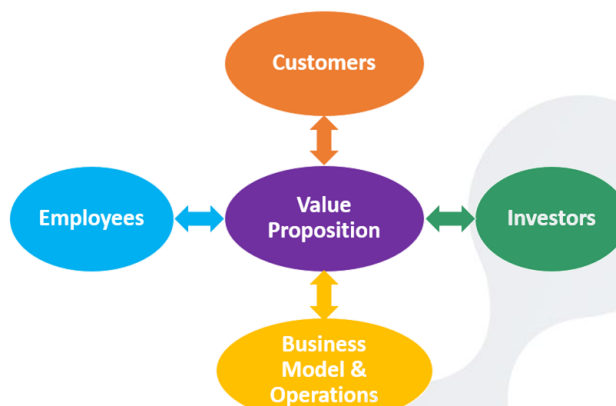 Customers
Employees
Value
Proposition
Investors
Business
Model &
Operations